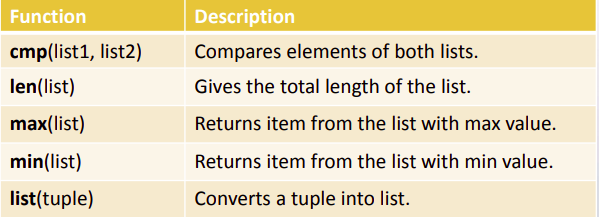 Function Description
cmp(list1, list2) Compares elements of both lists.
len(list) Gives the total length of the list.
max(list) Returns item from the list with max value.
min(list) Returns item from the list with min value.
list(tuple) Converts a tuple into list.